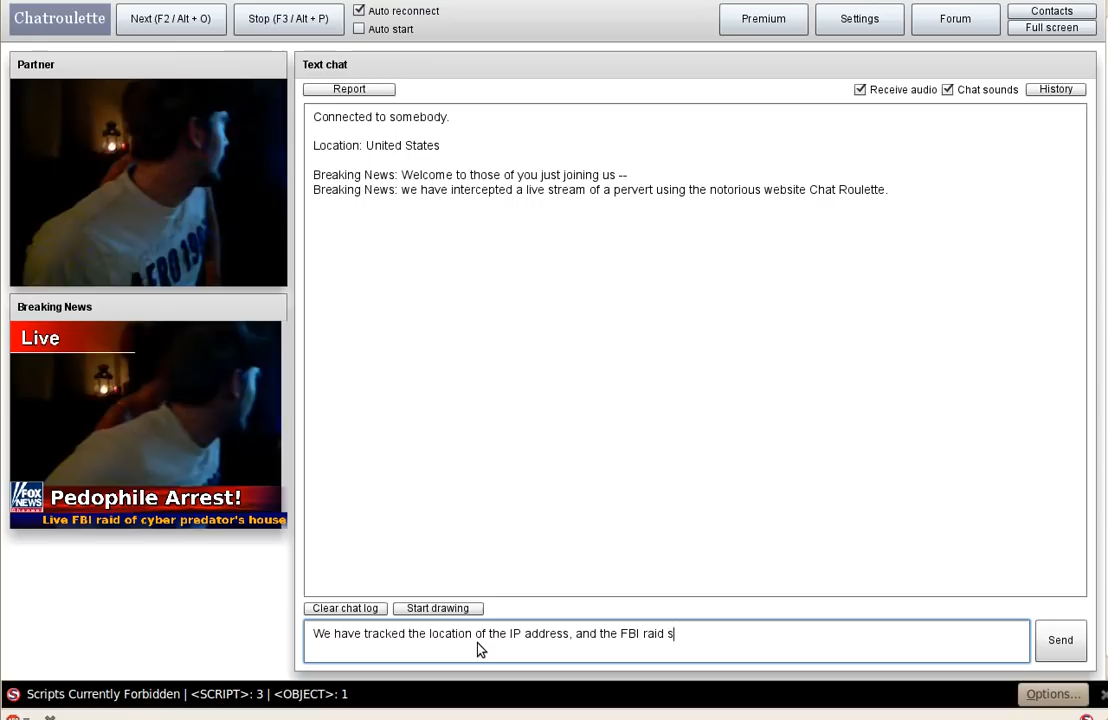 Chatroulette
Next (F2 / Alt + O)
Stop (F3 / Alt + P)
Auto reconnect
Auto start
Premium
Settings
Forum
Contacts
Full screen
Partner
AERO 19
Breaking News
Live
FOX
NEWS
Channel
Pedophile Arrest!
Live FBI raid of cyber predator's house
Text chat
Report
Receive audio
Chat sounds
History
Connected to somebody.
Location: United States
Breaking News: Welcome to those of you just joining us --
Breaking News: we have intercepted a live stream of a pervert using the notorious website Chat Roulette.
Clear chat log
Start drawing
We have tracked the location of the IP address, and the FBI raid s
Send
Scripts Currently Forbidden | <SCRIPT>: 3 | <OBJECT>: 1
Options...